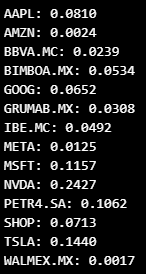 AAPL: 0.0810
AMZN: 0.0024
BBVA.MC: 0.0239
BIMBOA.MX: 0.0534
GOOG: 0.0652
GRUMAB.MX: 0.0308
IBE.MC: 0.0492
META: 0.0125
MSFT: 0.1157
NVDA: 0.2427
PETR4.SA: 0.1062
SHOP: 0.0713
TSLA: 0.1440
WALMEX.MX: 0.0017